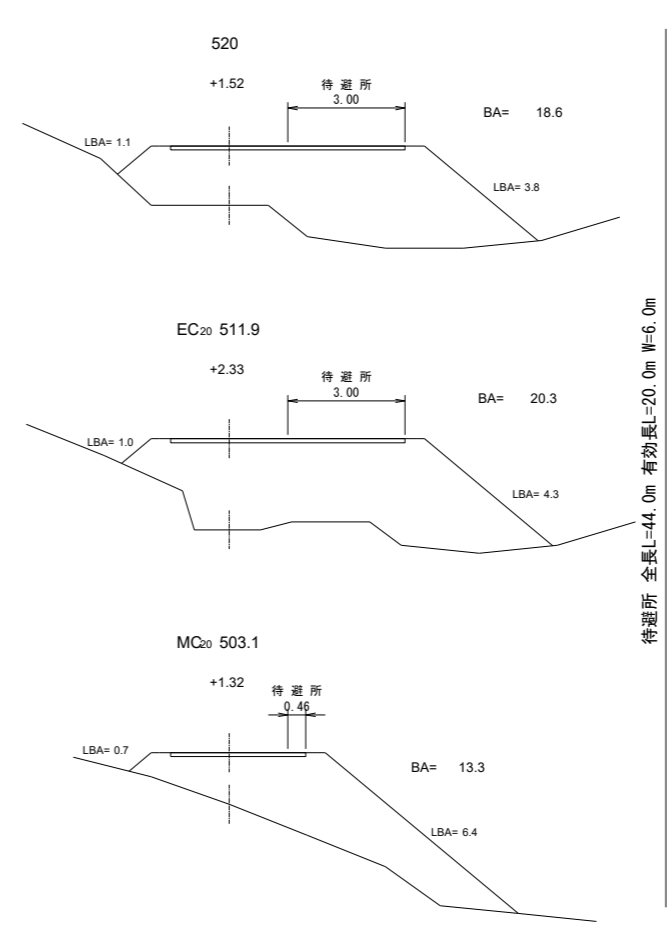 520
+1.52
待避所
3.00
BA= 18.6
LBA= 1.1
LBA= 3.8
EC20 511.9
+2.33
待避所
3.00
BA= 20.3
LBA= 1.0
LBA= 4.3
MC20 503.1
+1.32
待避所
0.46
LBA= 0.7
BA= 13.3
LBA= 6.4
待避所 全長L=44.0m 有効長L=20.0m W=6.0m